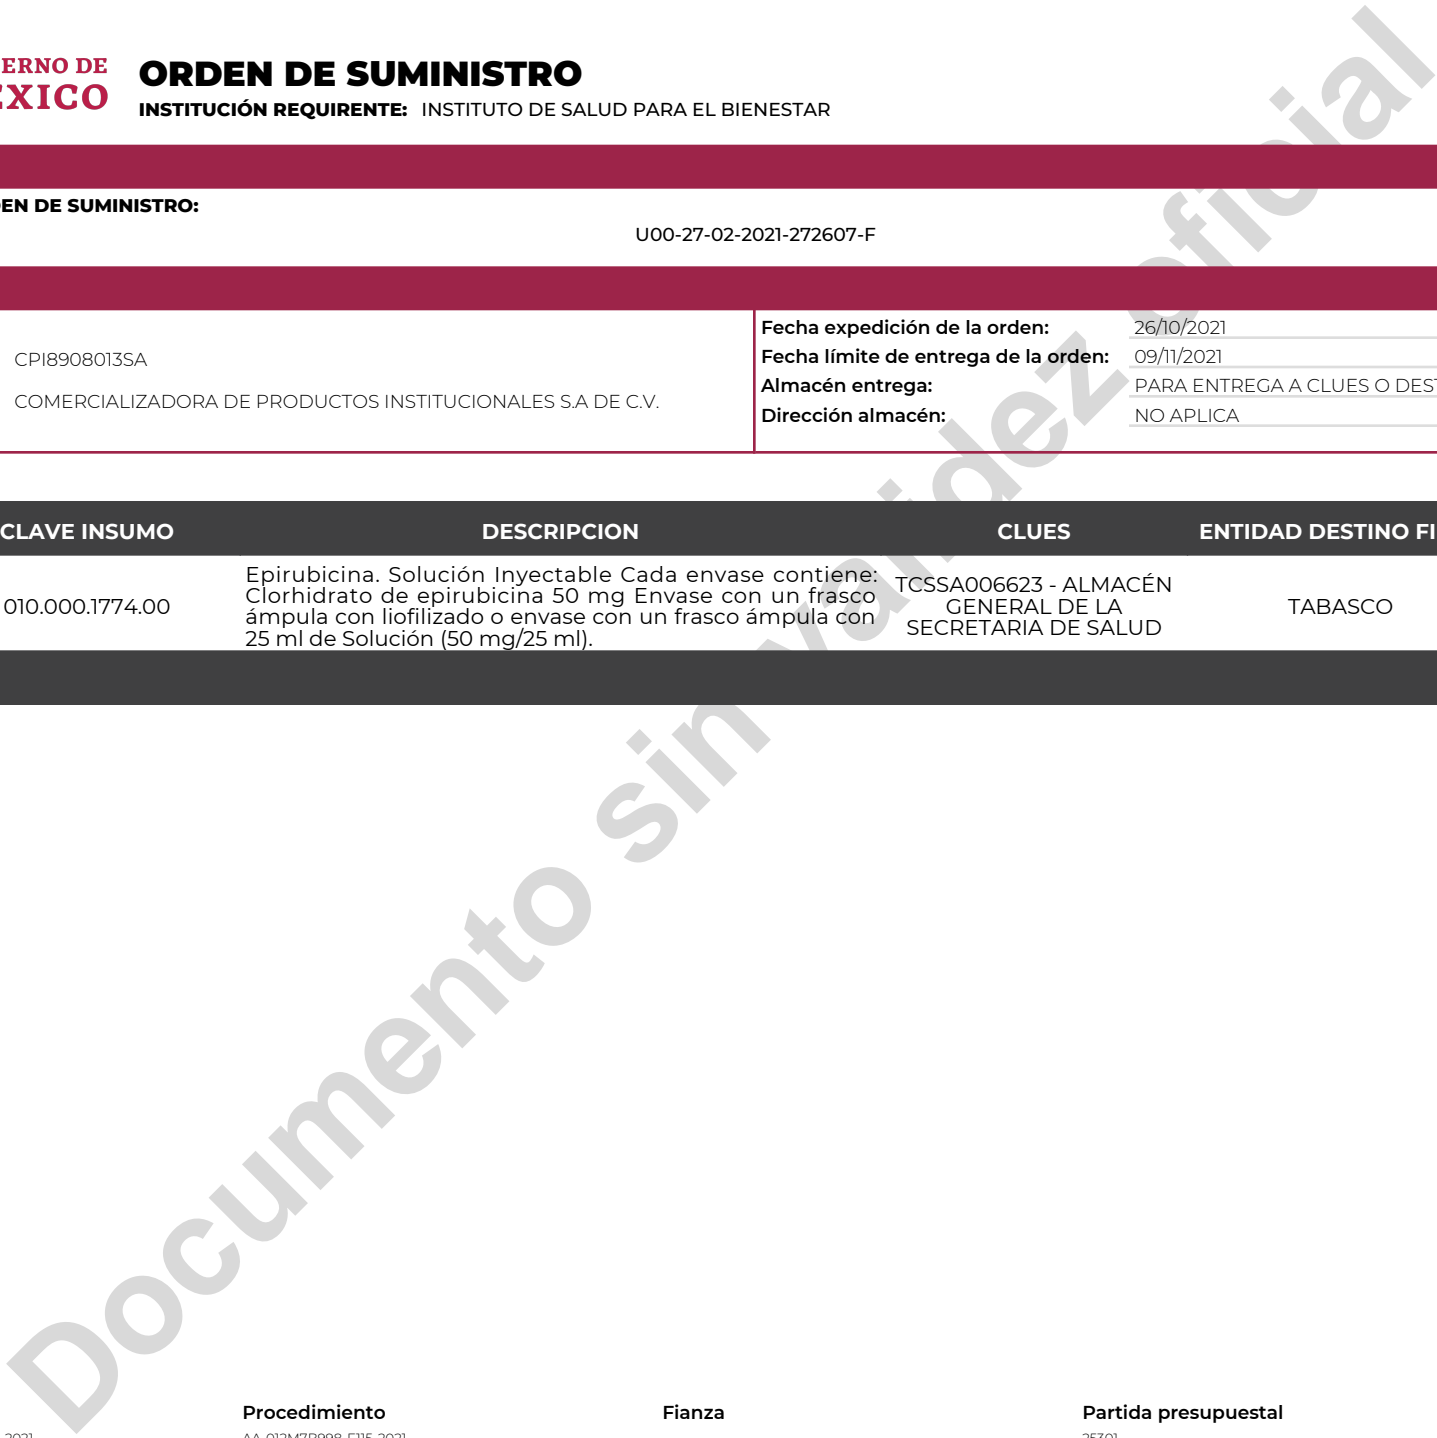 ERNO DE
EXICO
ORDEN DE SUMINISTRO
INSTITUCIÓN REQUIRENTE: INSTITUTO DE SALUD PARA EL BIENESTAR
EN DE SUMINISTRO:
U00-27-02-2021-272607-F
CPI8908013SA
COMERCIALIZADORA DE PRODUCTOS INSTITUCIONALES S.A DE C.V.
Fecha expedición de la orden: 26/10/2021
Fecha límite de entrega de la orden: 09/11/2021
Almacén entrega: PARA ENTREGA A CLUES O DEST
Dirección almacén: NO APLICA
CLAVE INSUMO DESCRIPCION CLUES ENTIDAD DESTINO FI
010.000.1774.00
Epirubicina. Solución Inyectable Cada envase contiene:
Clorhidrato de epirubicina 50 mg Envase con un frasco
ámpula con liofilizado o envase con un frasco ámpula con
25 ml de Solución (50 mg/25 ml).
TCSSA006623 - ALMACÉN
GENERAL DE LA
SECRETARIA DE SALUD
TABASCO
Documento sin validez oficial
Procedimiento Fianza Partida presupuestal